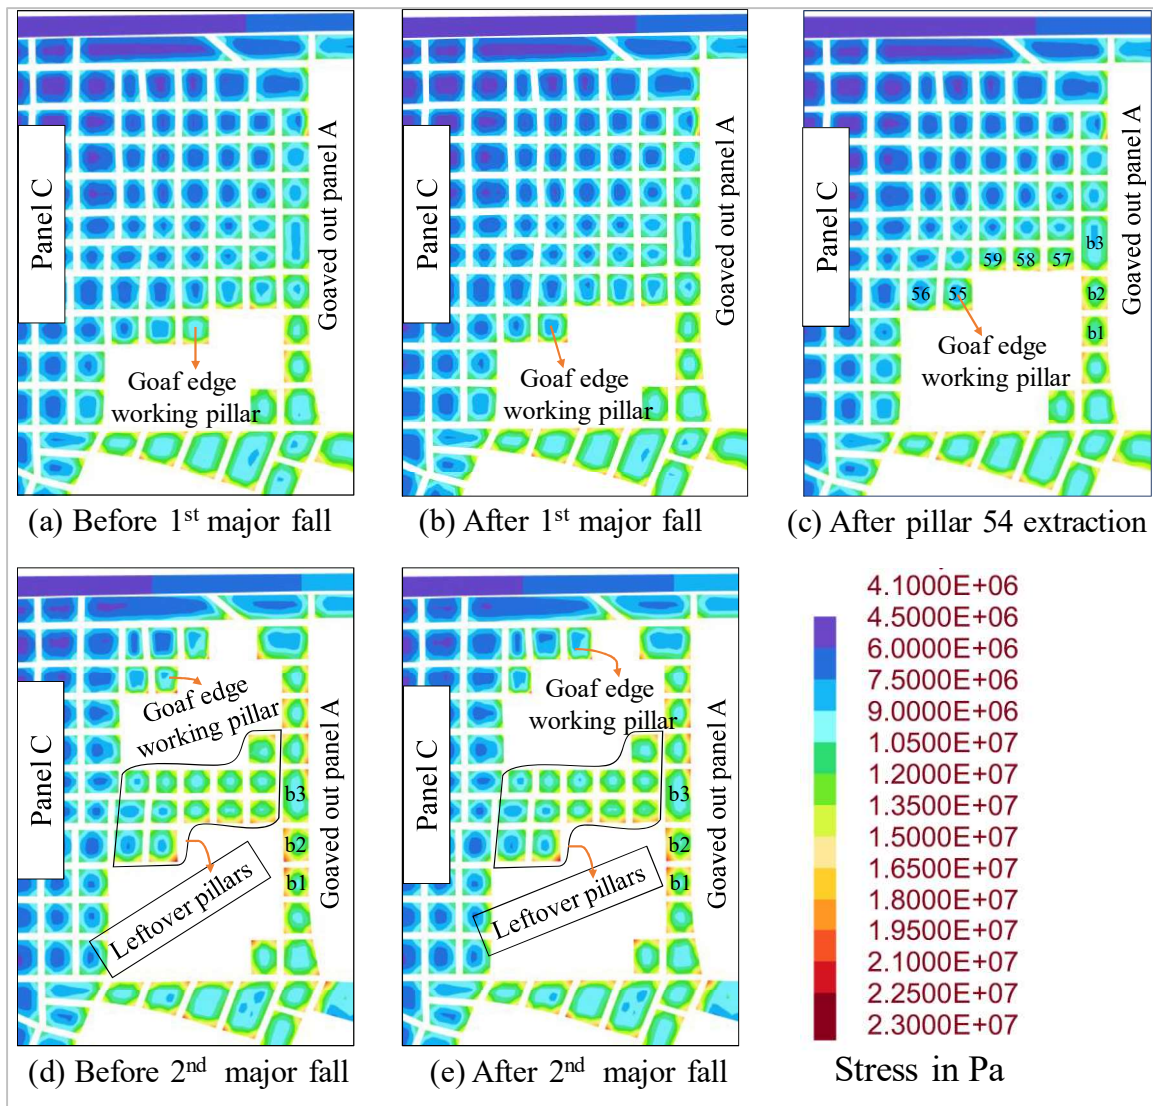 Panel C
Goaved out panel A
Goaf edge
working pillar
(a) Before 1st major fall
Panel C
Goaved out panel A
Goaf edge
working pillar
(b) After 1st major fall
Panel C
Goaved out panel A
b3
59 58 57
56 55 b2
b1
Goaf edge
working pillar
(c) After pillar 54 extraction
Panel C
Goaved out panel A
Goaf edge
working pillar
b3
b2
b1
Leftover pillars
(d) Before 2nd major fall
Panel C
Goaved out panel A
Goaf edge
working pillar
b3
b2
b1
Leftover pillars
(e) After 2nd major fall
4.1000E+06
4.5000E+06
6.0000E+06
7.5000E+06
9.0000E+06
1.0500E+07
1.2000E+07
1.3500E+07
1.5000E+07
1.6500E+07
1.8000E+07
1.9500E+07
2.1000E+07
2.2500E+07
2.3000E+07
Stress in Pa